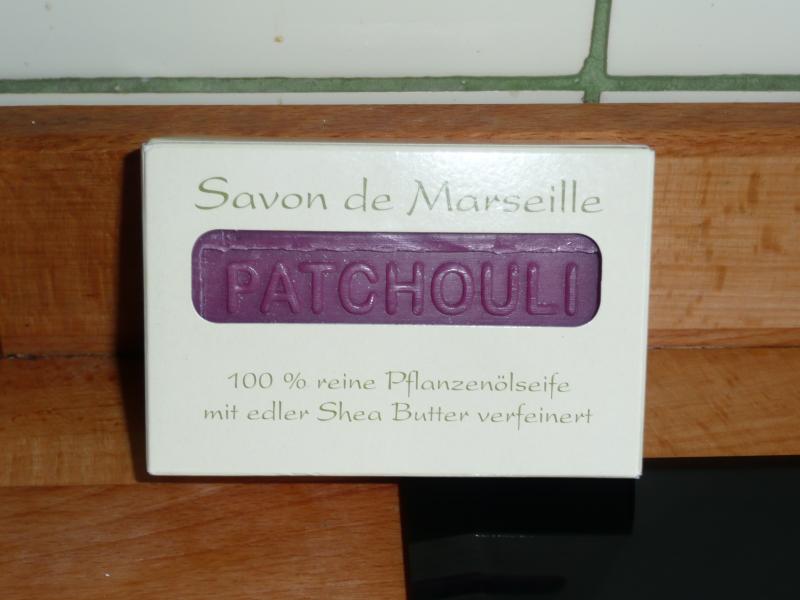 Savon de Marseille
PATCHOULI
100 % reine Pflanzenölseife
mit edler Shea Butter verfeinert